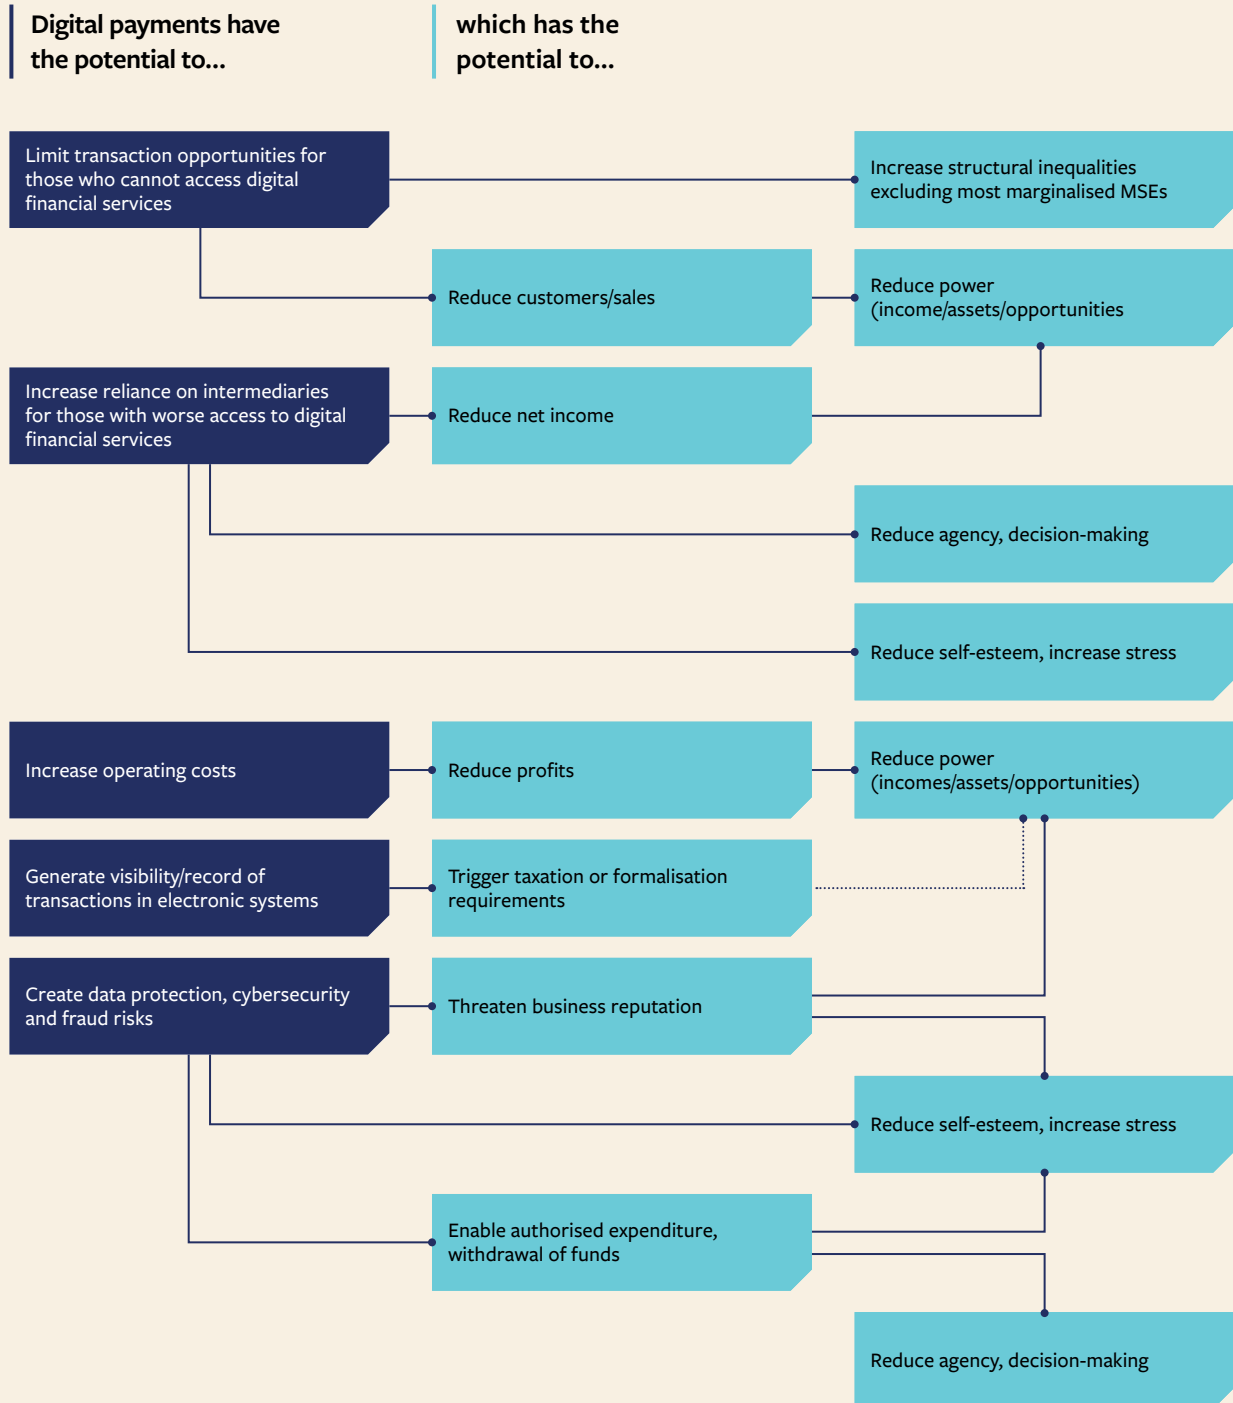 Digital payments have
the potential to...
which has the
potential to...
Limit transaction opportunities for
those who cannot access digital
financial services
Increase structural inequalities
excluding most marginalised MSEs
Reduce customers/sales
Reduce power
(income/assets/opportunities
Increase reliance on intermediaries
for those with worse access to digital
financial services
Reduce net income
Reduce agency, decision-making
Reduce self-esteem, increase stress
Increase operating costs
Reduce profits
Reduce power
(incomes/assets/opportunities)
Generate visibility/record of
transactions in electronic systems
Trigger taxation or formalisation
requirements
Create data protection, cybersecurity
and fraud risks
Threaten business reputation
Reduce self-esteem, increase stress
Enable authorised expenditure,
withdrawal of funds
Reduce agency, decision-making